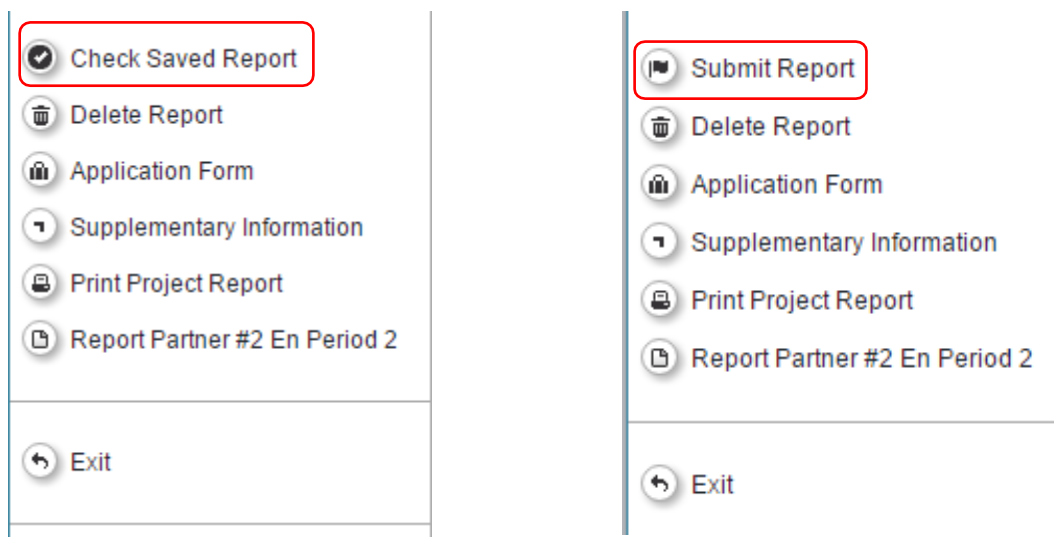 Check Saved Report
Delete Report
Application Form
Supplementary Information
Print Project Report
Report Partner #2 En Period 2
Exit
Submit Report
Delete Report
Application Form
Supplementary Information
Print Project Report
Report Partner #2 En Period 2
Exit